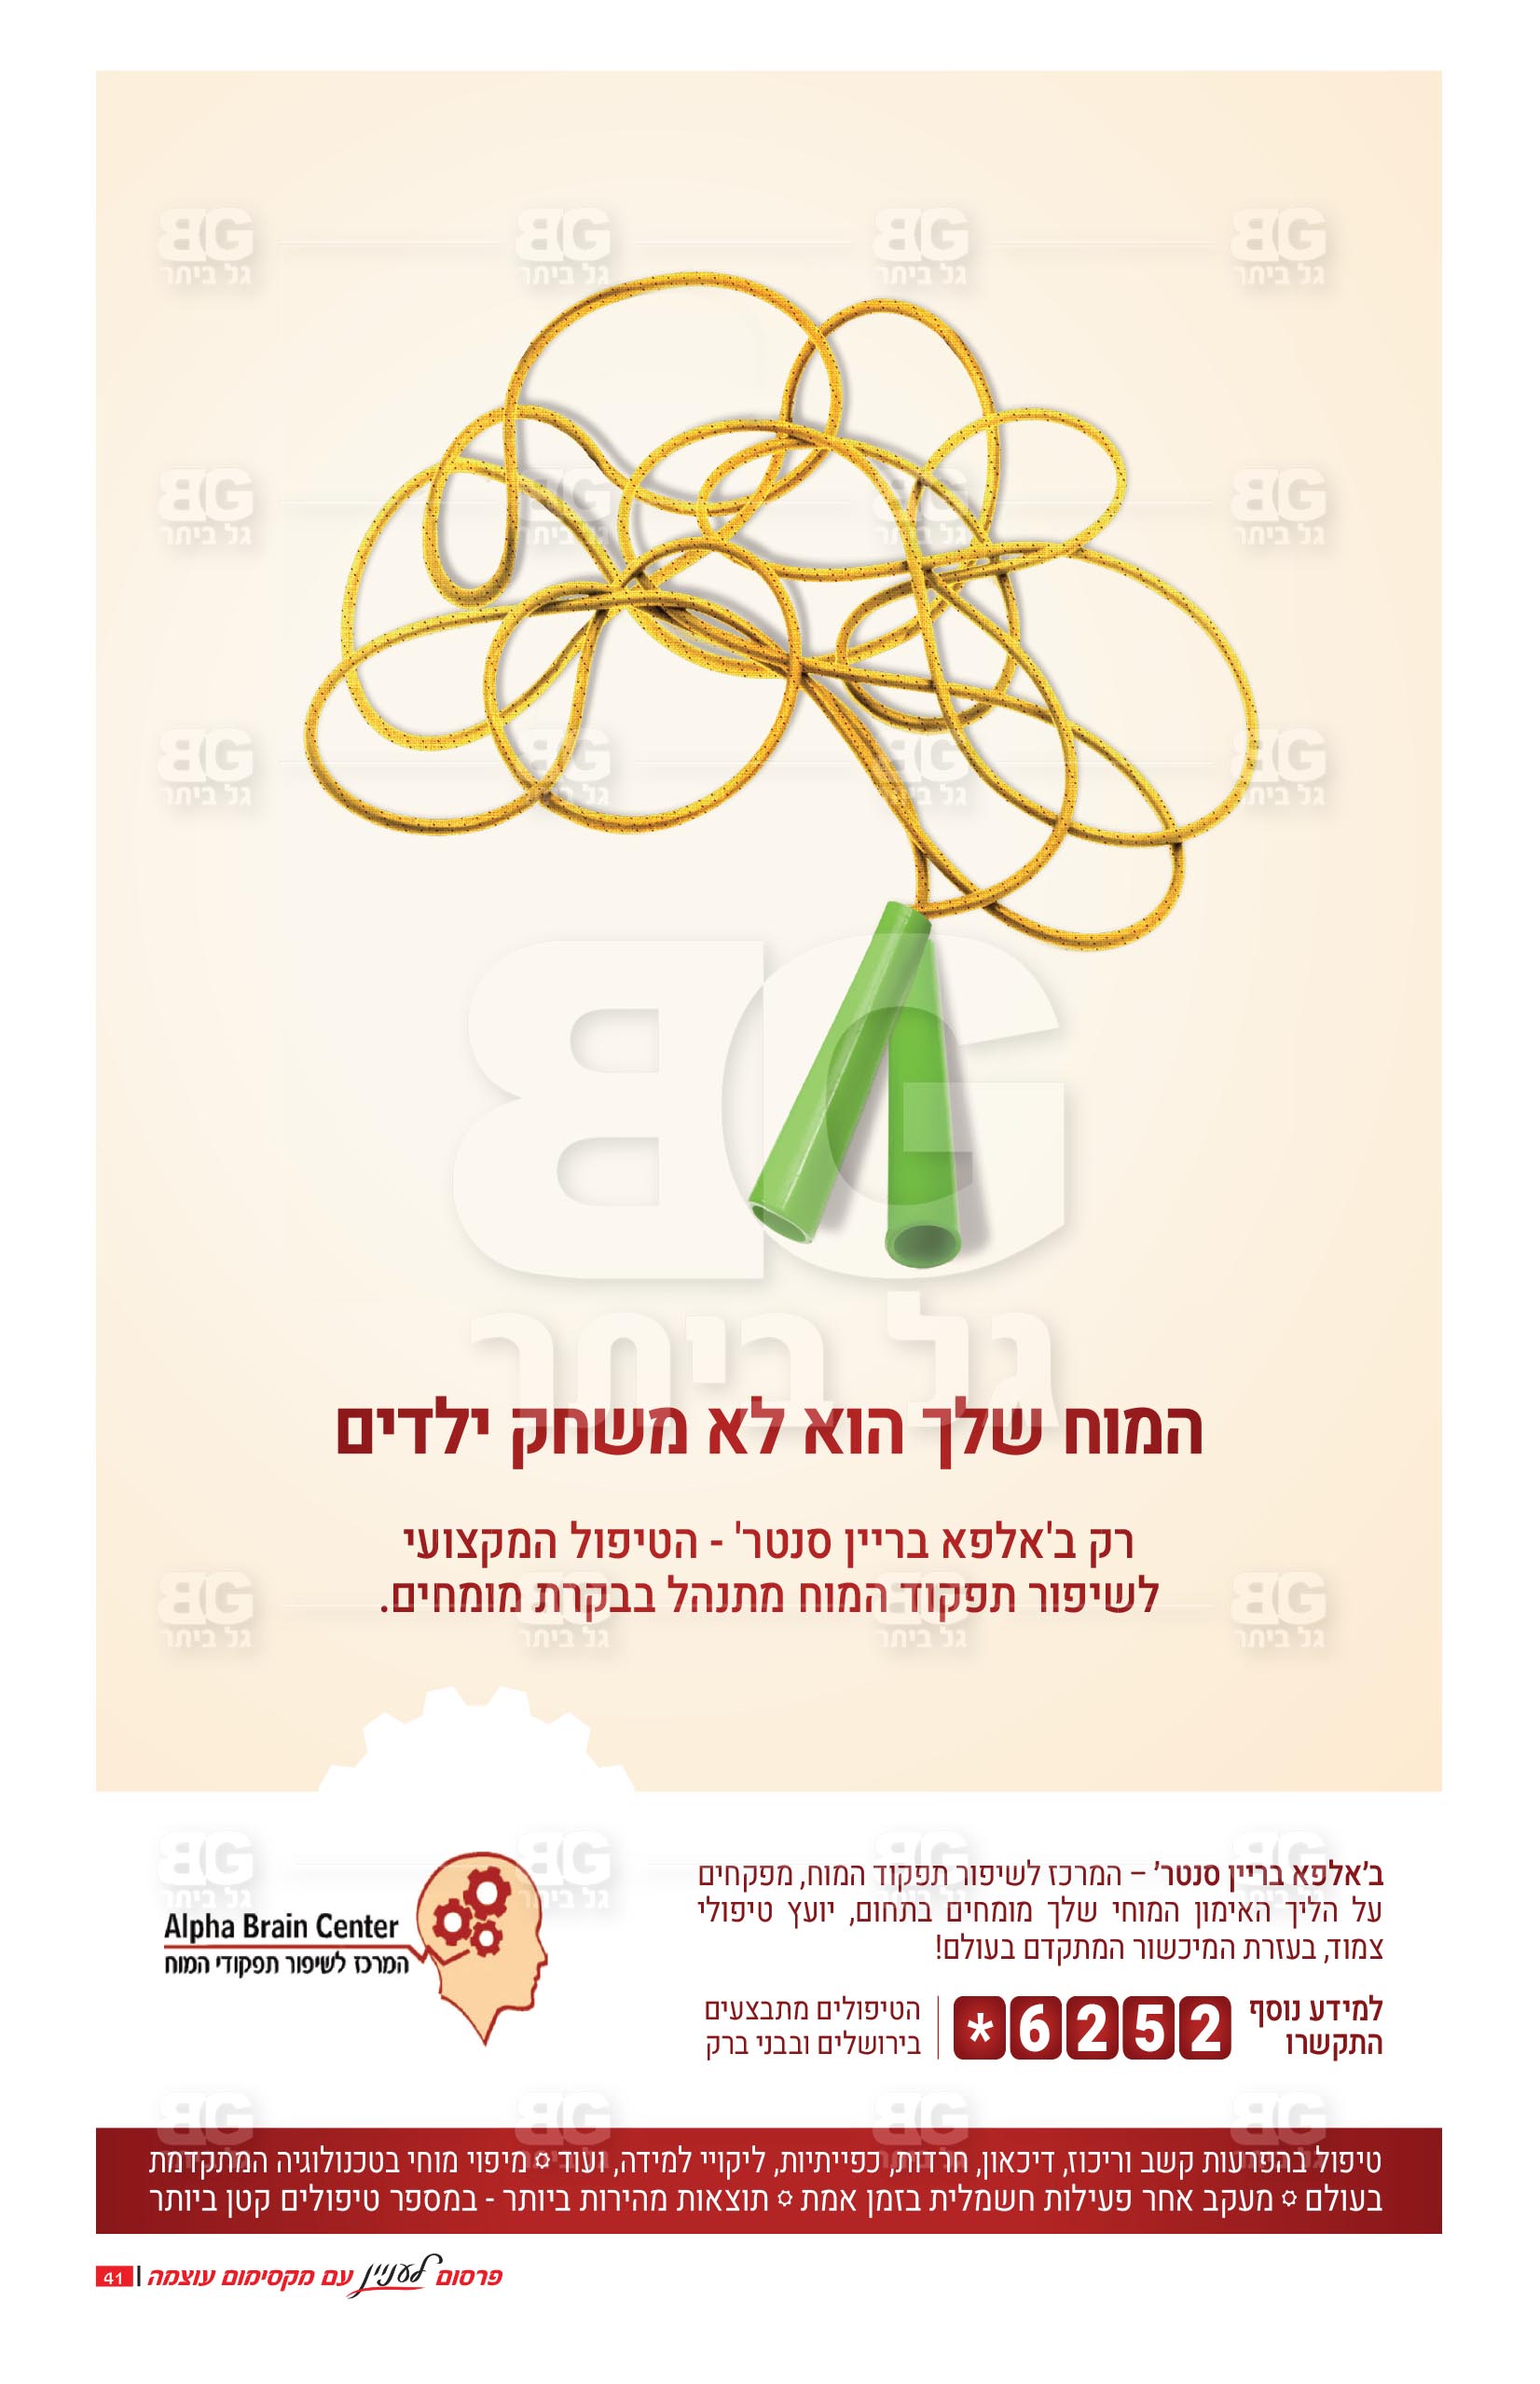 המוח שלך הוא לא משחק ילדים
רק ב'אלפא בריין סנטר' - הטיפול המקצועי
לשיפור תפקוד המוח מתנהל בבקרת מומחים.
ב'אלפא בריין סנטר' – המרכז לשיפור תפקוד המוח, מפקחים
על הליך האימון המוחי שלך מומחים בתחום, יועץ טיפולי
צמוד, בעזרת המיכשור המתקדם בעולם!
למידע נוסף
התקשרו
*6252
הטיפולים מתבצעים
בירושלים ובבני ברק
Alpha Brain Center
המרכז לשיפור תפקודי המוח
טיפול בהפרעות קשב וריכוז, דיכאון, חרדות, כפייתיות, ליקויי למידה, ועוד ✡ מיפוי מוחי בטכנולוגיה המתקדמת
בעולם ✡ מעקב אחר פעילות חשמלית בזמן אמת ✡ תוצאות מהירות ביותר - במספר טיפולים קטן ביותר
פרסום לעניין עם מקסימום עוצמה | 41
BG
גל ביתר